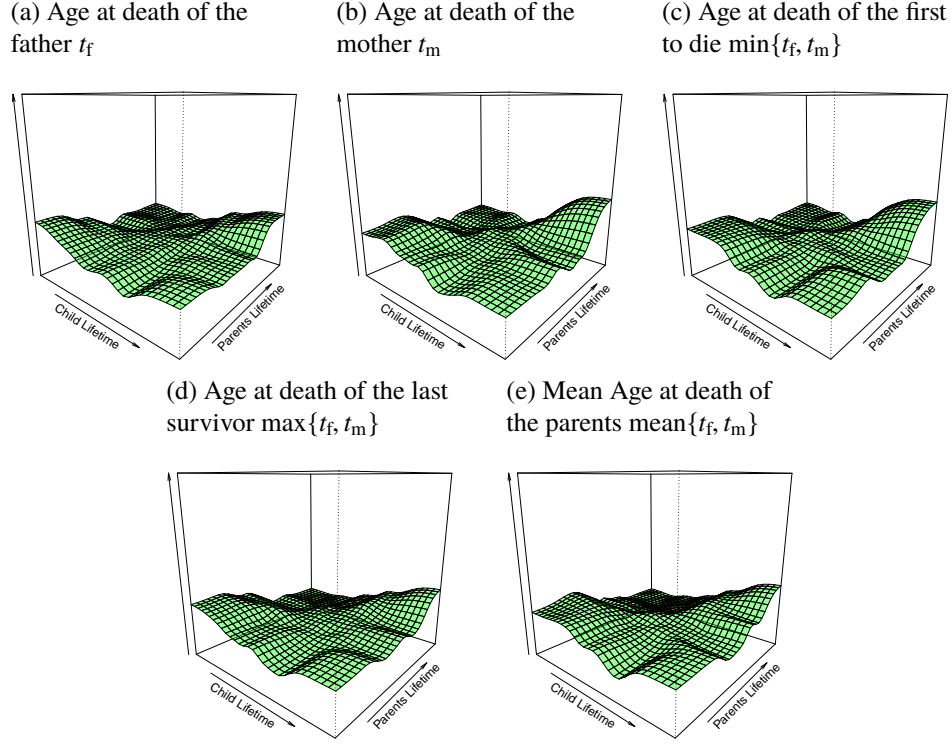 (a) Age at death of the
father t_f
(b) Age at death of the
mother t_m
(c) Age at death of the first
to die min{t_f, t_m}
Child Lifetime
Parents Lifetime
Child Lifetime
Parents Lifetime
Child Lifetime
Parents Lifetime
(d) Age at death of the last
survivor max{t_f, t_m}
(e) Mean Age at death of
the parents mean{t_f, t_m}
Child Lifetime
Parents Lifetime
Child Lifetime
Parents Lifetime